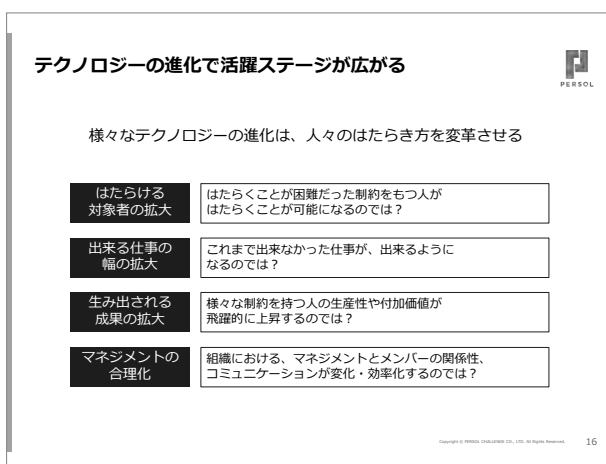 テクノロジーの進化で活躍ステージが広がる
PERSOL
様々なテクノロジーの進化は、人々のはたらき方を変革させる
はたらける
対象者の拡大
はたらくことが困難だった制約をもつ人が
はたらくことが可能になるのでは？
出来る仕事の
幅の拡大
これまで出来なかった仕事が、出来るように
なるのでは？
生み出される
成果の拡大
様々な制約を持つ人の生産性や付加価値が
飛躍的に上昇するのでは？
マネジメントの
合理化
組織における、マネジメントとメンバーの関係性、
コミュニケーションが変化・効率化するのでは？
Copyright © PERSOL CHALLENGE CO., LTD. All Rights Reserved.
16